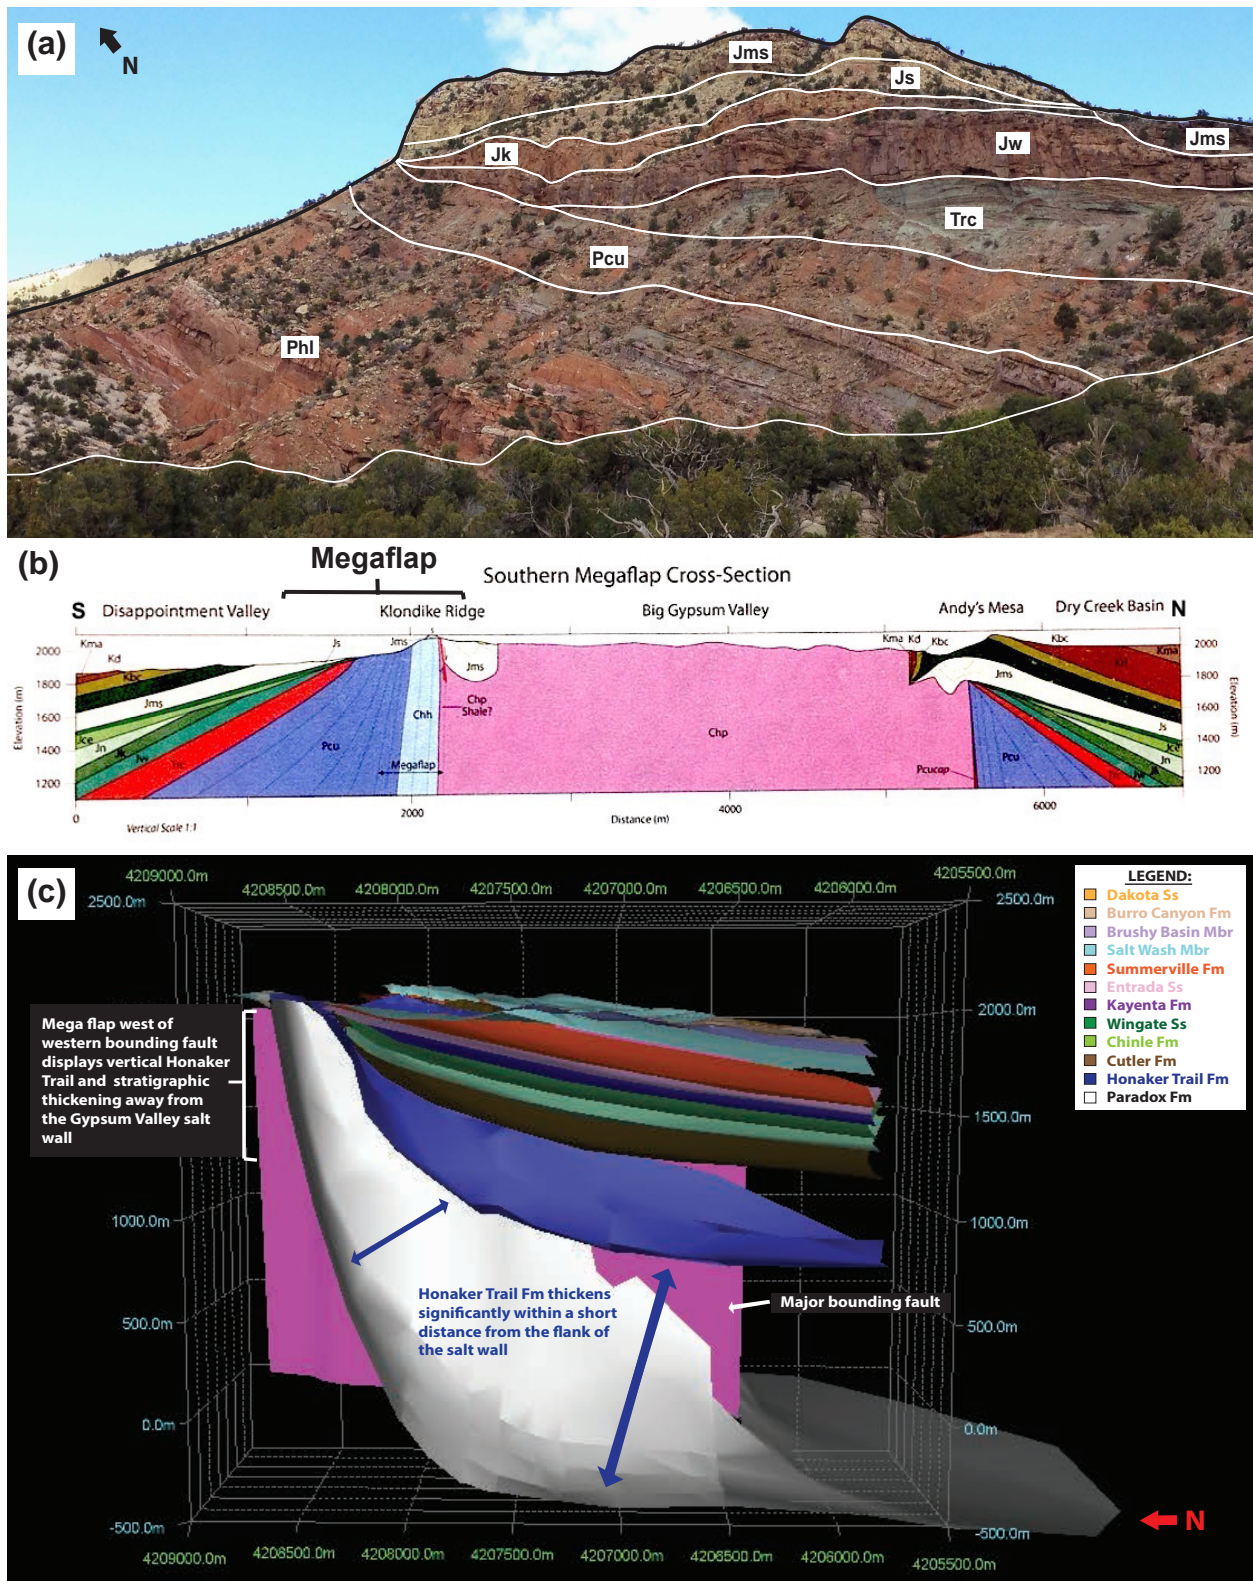 (a)
N
Jms
Js
Jk
Jw
Jms
Trc
Pcu
Phl
(b)
Megaflap
Southern Megaflap Cross-Section
S Disappointment Valley Klondike Ridge Big Gypsum Valley Andy's Mesa Dry Creek Basin N
Kma
Kd
Kbc
Js
Jms
Jms
Jce
Jn
Jk
Jw
Trc
Pcu
Chh
Megaflap
Jms
Chp
Shale?
Chp
Kma Kd Kbc
Kbc
Kma
Kd
Jms
Js
Jce
Jn
Jk
Jw
Pcucap
Pcu
Elevation (m)
2000
1800
1600
1400
1200
2000
1800
1600
1400
1200
Elevation (m)
0 2000 4000 6000
Vertical Scale 1:1
Distance (m)
(c)
4209000.0m 4208500.0m 4208000.0m 4207500.0m 4207000.0m 4206500.0m 4206000.0m 4205500.0m
2500.0m
1000.0m
500.0m
0.0m
-500.0m
2500.0m
2000.0m
1500.0m
1000.0m
500.0m
0.0m
-500.0m
4209000.0m 4208500.0m 4208000.0m 4207500.0m 4207000.0m 4206500.0m 4206000.0m 4205500.0m
LEGEND:
Dakota Ss
Burro Canyon Fm
Brushy Basin Mbr
Salt Wash Mbr
Summerville Fm
Entrada Ss
Kayenta Fm
Wingate Ss
Chinle Fm
Cutler Fm
Honaker Trail Fm
Paradox Fm
Mega flap west of
western bounding fault
displays vertical Honaker
Trail and stratigraphic
thickening away from
the Gypsum Valley salt
wall
Honaker Trail Fm thickens
significantly within a short
distance from the flank of
the salt wall
Major bounding fault
N